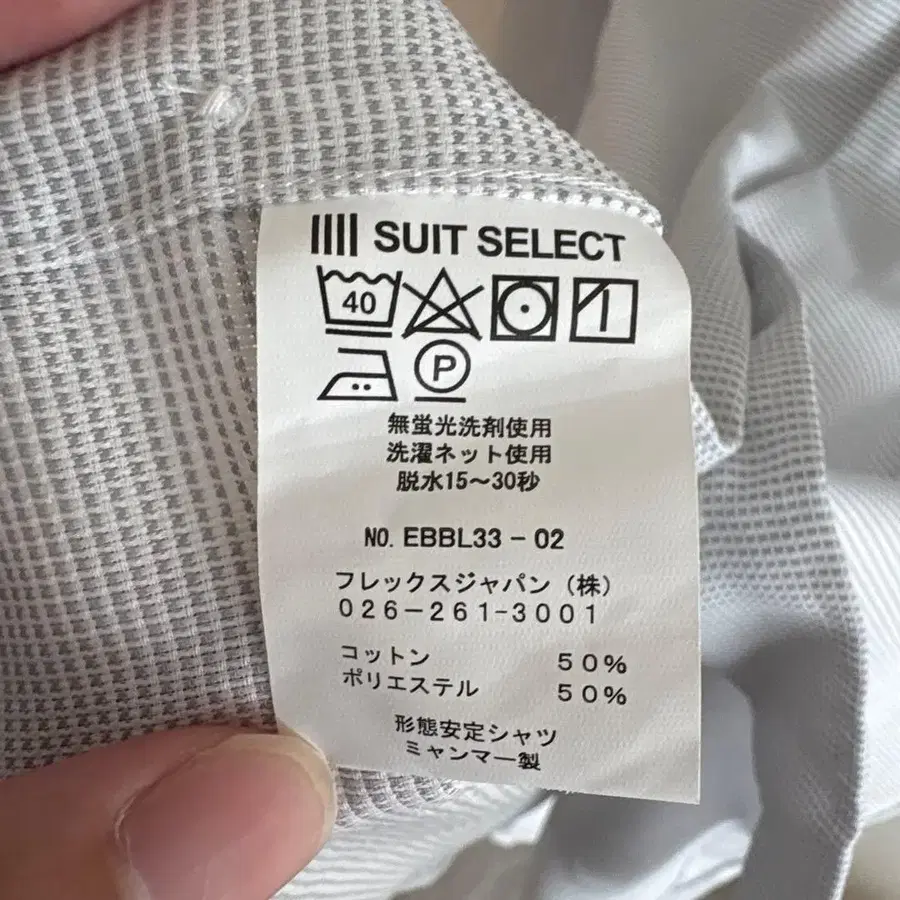 SUIT SELECT
40
P
無蛍光洗剤使用
洗濯ネット使用
脱水15～30秒
NO. EBBL33-02
フレックスジャパン（株）
026-261-3001
コットン 50%
ポリエステル 50%
形態安定シャツ
ミャンマー製